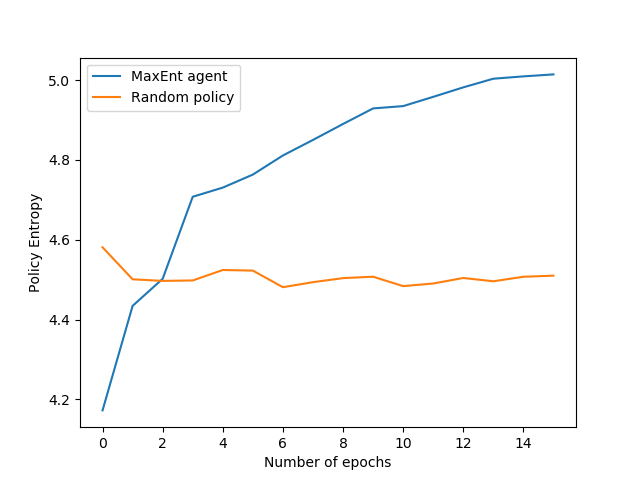 MaxEnt agent
Random policy
5.0
4.8
4.6
4.4
4.2
Policy Entropy
0 2 4 6 8 10 12 14
Number of epochs